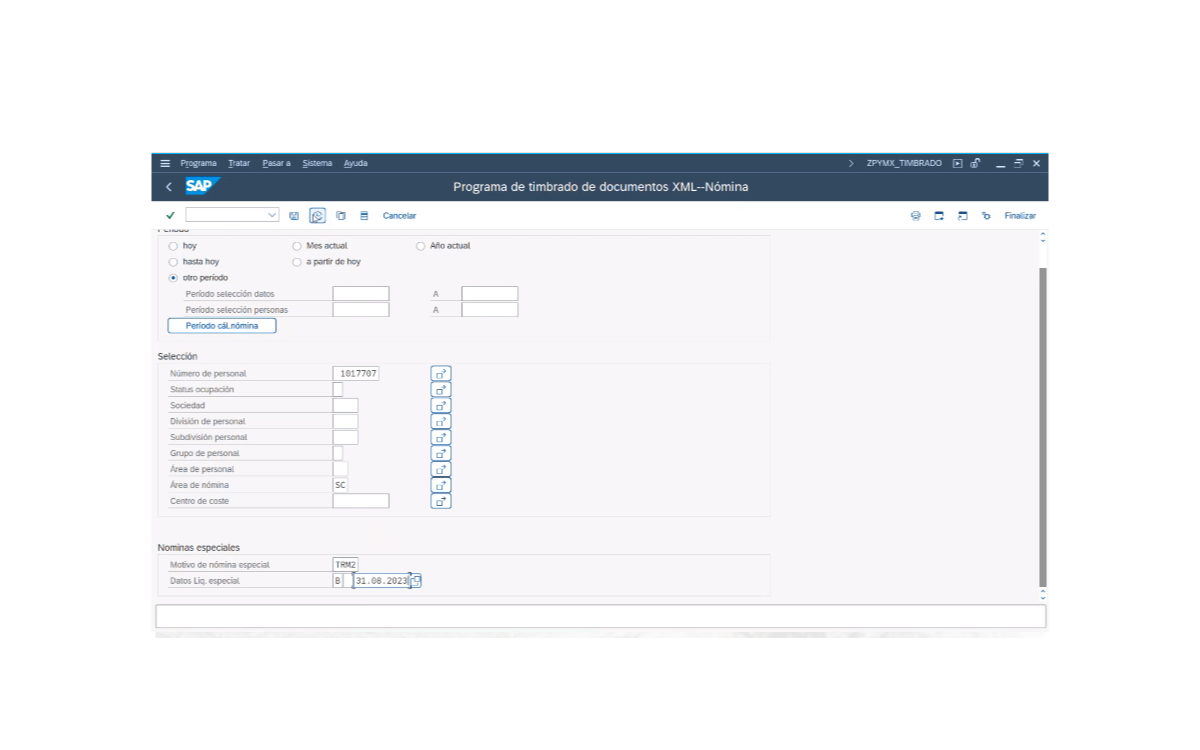 Programa Tratar Pasar a Sistema Ayuda ZPYMX_TIMBRADO
SAP Programa de timbrado de documentos XML--Nómina
Cancelar Finalizar
Período
hoy Mes actual Año actual
hasta hoy a partir de hoy
otro período
Período selección datos A
Período selección personas A
Período cál.nómina
Selección
Número de personal 1017707
Status ocupación
Sociedad
División de personal
Subdivisión personal
Grupo de personal
Área de personal
Área de nómina SC
Centro de coste
Nominas especiales
Motivo de nómina especial TRM2
Datos Liq. especial B 31.08.2023